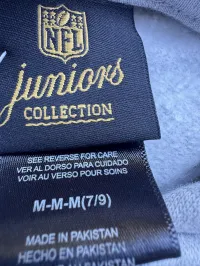 NFL
juniors
COLLECTION
SEE REVERSE FOR CARE
VER AL DORSO PARA CUIDADO
VOIR AU VERSO POUR SOINS
M-M-M(7/9)
MADE IN PAKISTAN
HECHO EN PAKISTAN
PAKISTAN